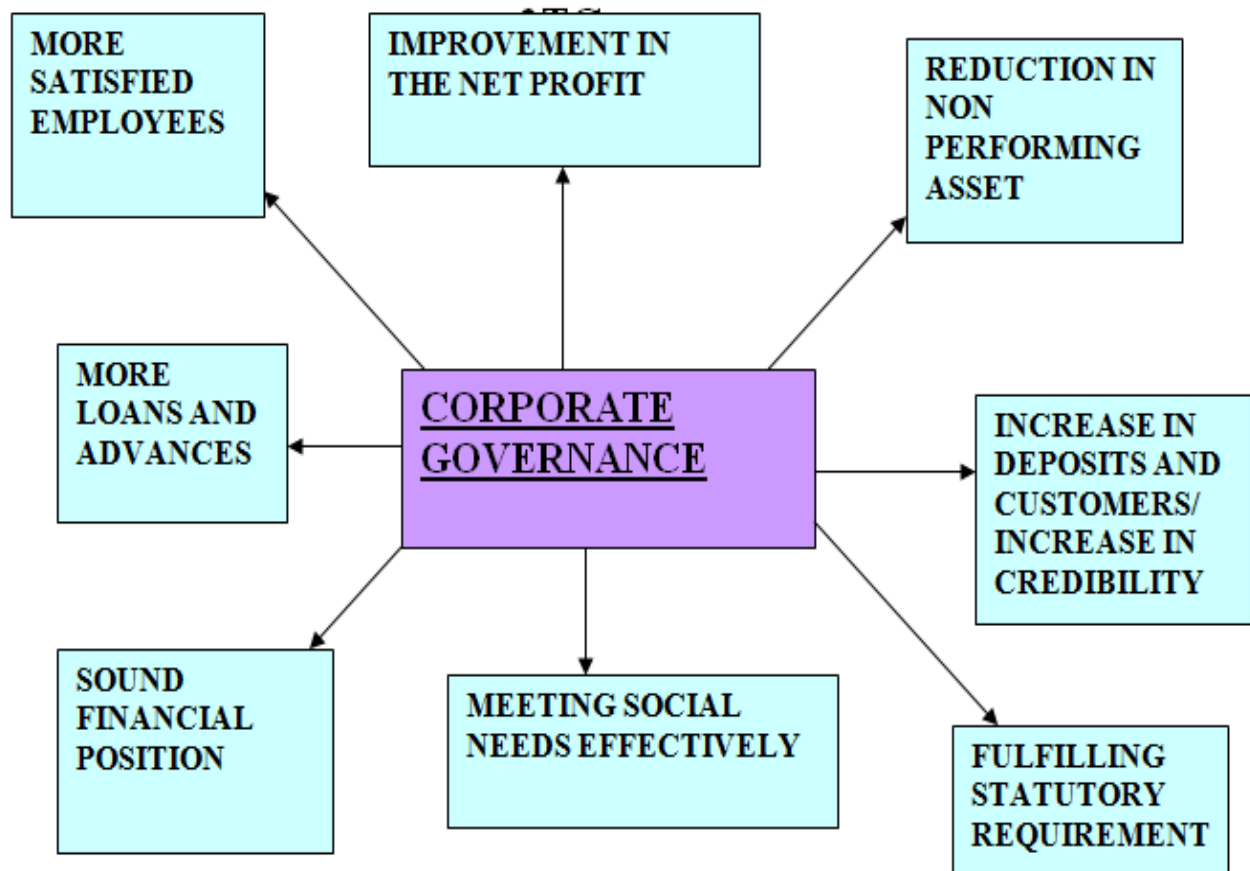 MORE
SATISFIED
EMPLOYEES
IMPROVEMENT IN
THE NET PROFIT
REDUCTION IN
NON
PERFORMING
ASSET
MORE
LOANS AND
ADVANCES
CORPORATE
GOVERNANCE
INCREASE IN
DEPOSITS AND
CUSTOMERS/
INCREASE IN
CREDIBILITY
SOUND
FINANCIAL
POSITION
MEETING SOCIAL
NEEDS EFFECTIVELY
FULFILLING
STATUTORY
REQUIREMENT